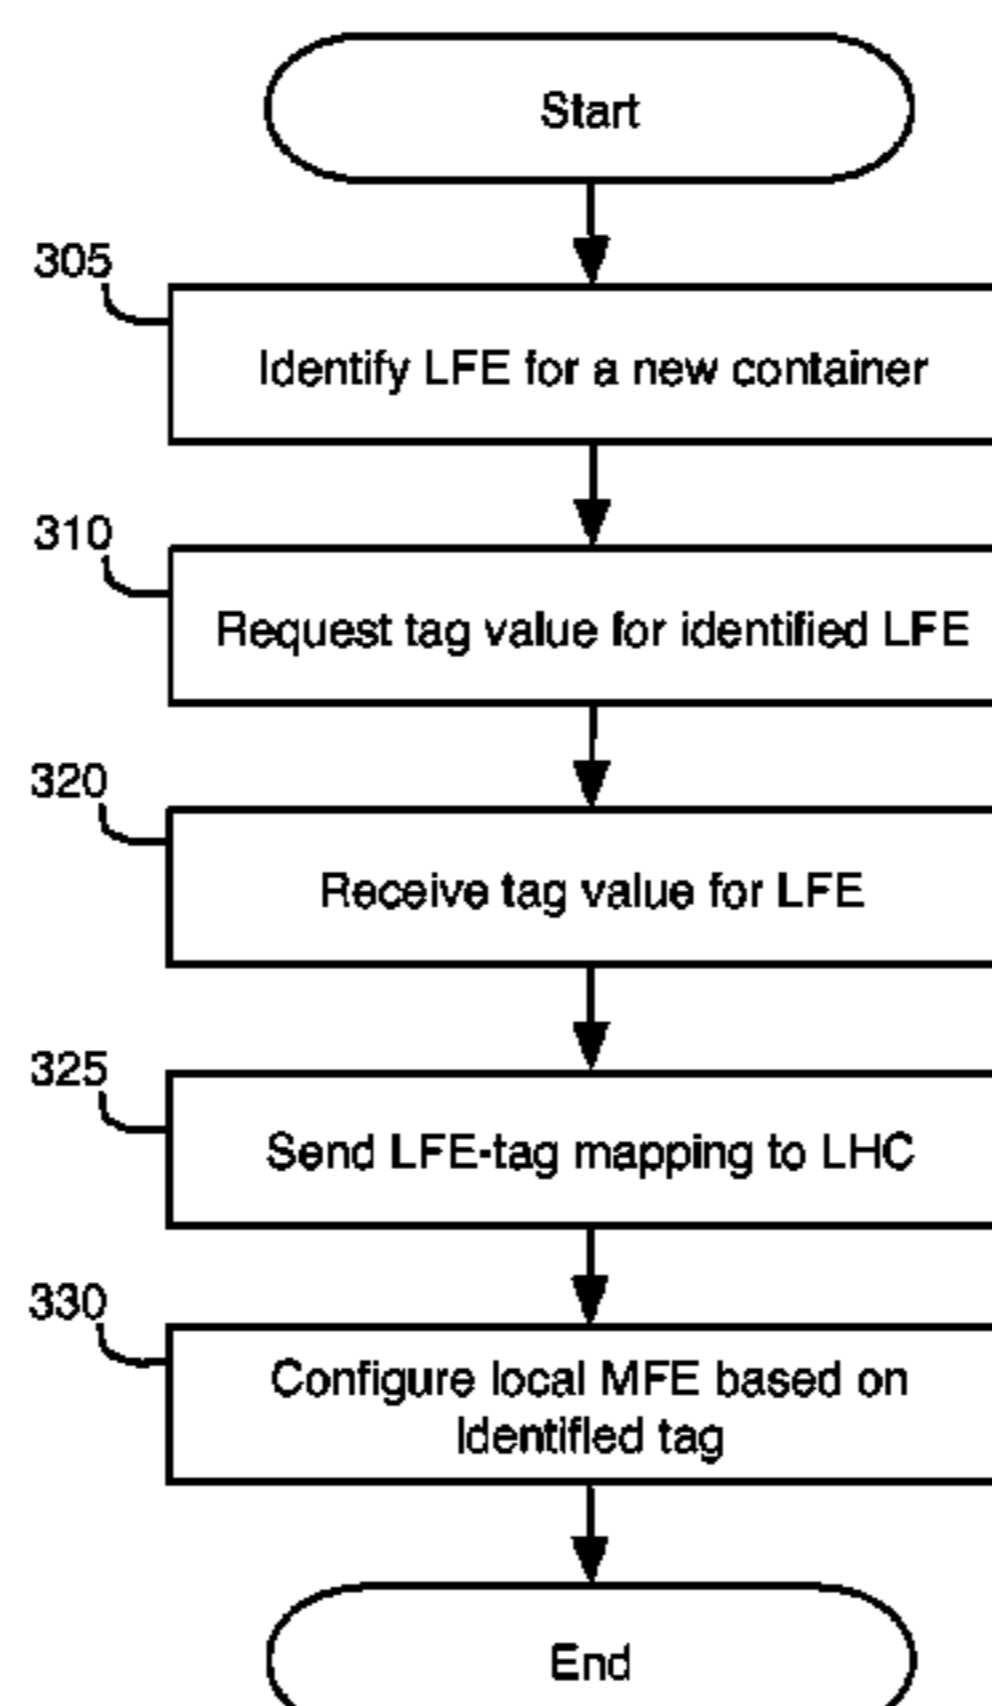 Start
305
Identify LFE for a new container
310
Request tag value for identified LFE
320
Receive tag value for LFE
325
Send LFE-tag mapping to LHC
330
Configure local MFE based on
identified tag
End